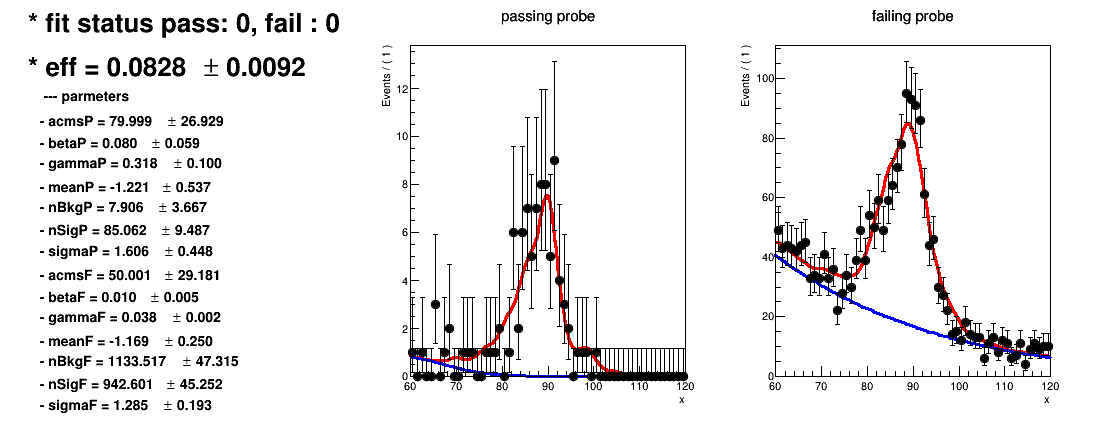 * fit status pass: 0, fail : 0
* eff = 0.0828 ± 0.0092
--- parmeters
- acmsP = 79.999 ± 26.929
- betaP = 0.080 ± 0.059
- gammaP = 0.318 ± 0.100
- meanP = -1.221 ± 0.537
- nBkgP = 7.906 ± 3.667
- nSigP = 85.062 ± 9.487
- sigmaP = 1.606 ± 0.448
- acmsF = 50.001 ± 29.181
- betaF = 0.010 ± 0.005
- gammaF = 0.038 ± 0.002
- meanF = -1.169 ± 0.250
- nBkgF = 1133.517 ± 47.315
- nSigF = 942.601 ± 45.252
- sigmaF = 1.285 ± 0.193
passing probe
Events / ( 1 )
12
10
8
6
4
2
0
60 70 80 90 100 110 120
x
failing probe
Events / ( 1 )
100
80
60
40
20
0
60 70 80 90 100 110 120
x